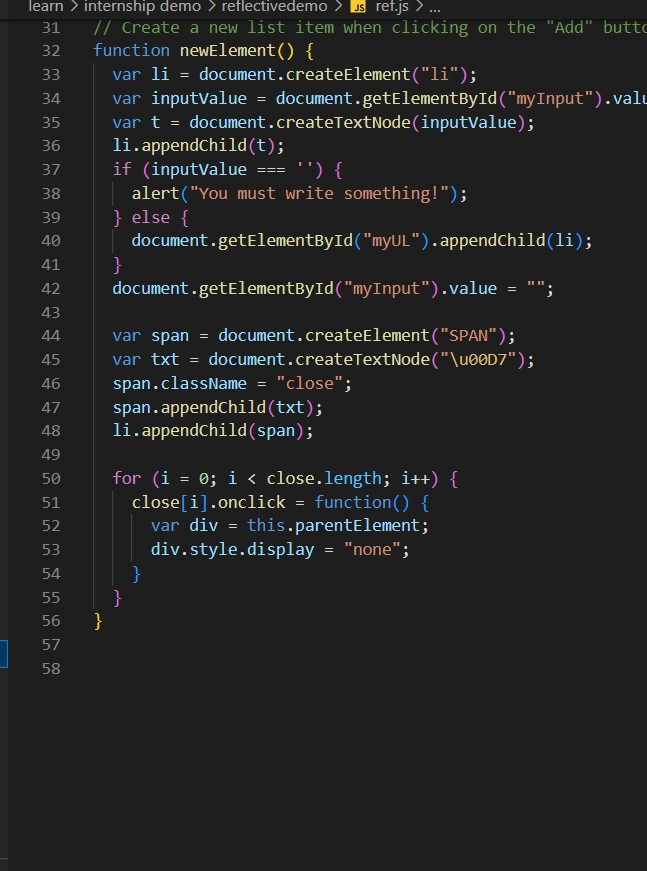 learn > internship demo > reflectivedemo > JS ref.js > ...
31 // Create a new list item when clicking on the "Add" butto
32 function newElement() {
33 var li = document.createElement("li");
34 var inputValue = document.getElementById("myInput").valu
35 var t = document.createTextNode(inputValue);
36 li.appendChild(t);
37 if (inputValue === '') {
38 alert("You must write something!");
39 } else {
40 document.getElementById("myUL").appendChild(li);
41 }
42 document.getElementById("myInput").value = "";
43
44 var span = document.createElement("SPAN");
45 var txt = document.createTextNode("\u00D7");
46 span.className = "close";
47 span.appendChild(txt);
48 li.appendChild(span);
49
50 for (i = 0; i < close.length; i++) {
51 close[i].onclick = function() {
52 var div = this.parentElement;
53 div.style.display = "none";
54 }
55 }
56 }
57
58